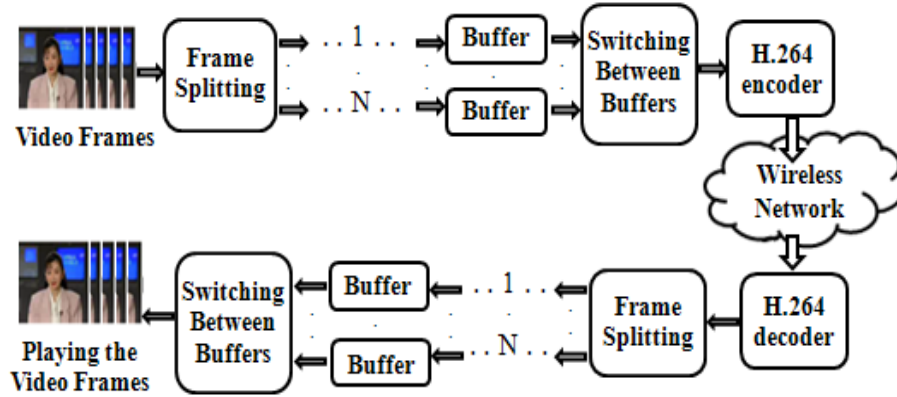 Video Frames
Frame
Splitting
. . 1 . .
. . N . .
Buffer
Buffer
Switching
Between
Buffers
H.264
encoder
Wireless
Network
H.264
decoder
Frame
Splitting
. . 1 . .
. . N . .
Buffer
Buffer
Switching
Between
Buffers
Playing the
Video Frames